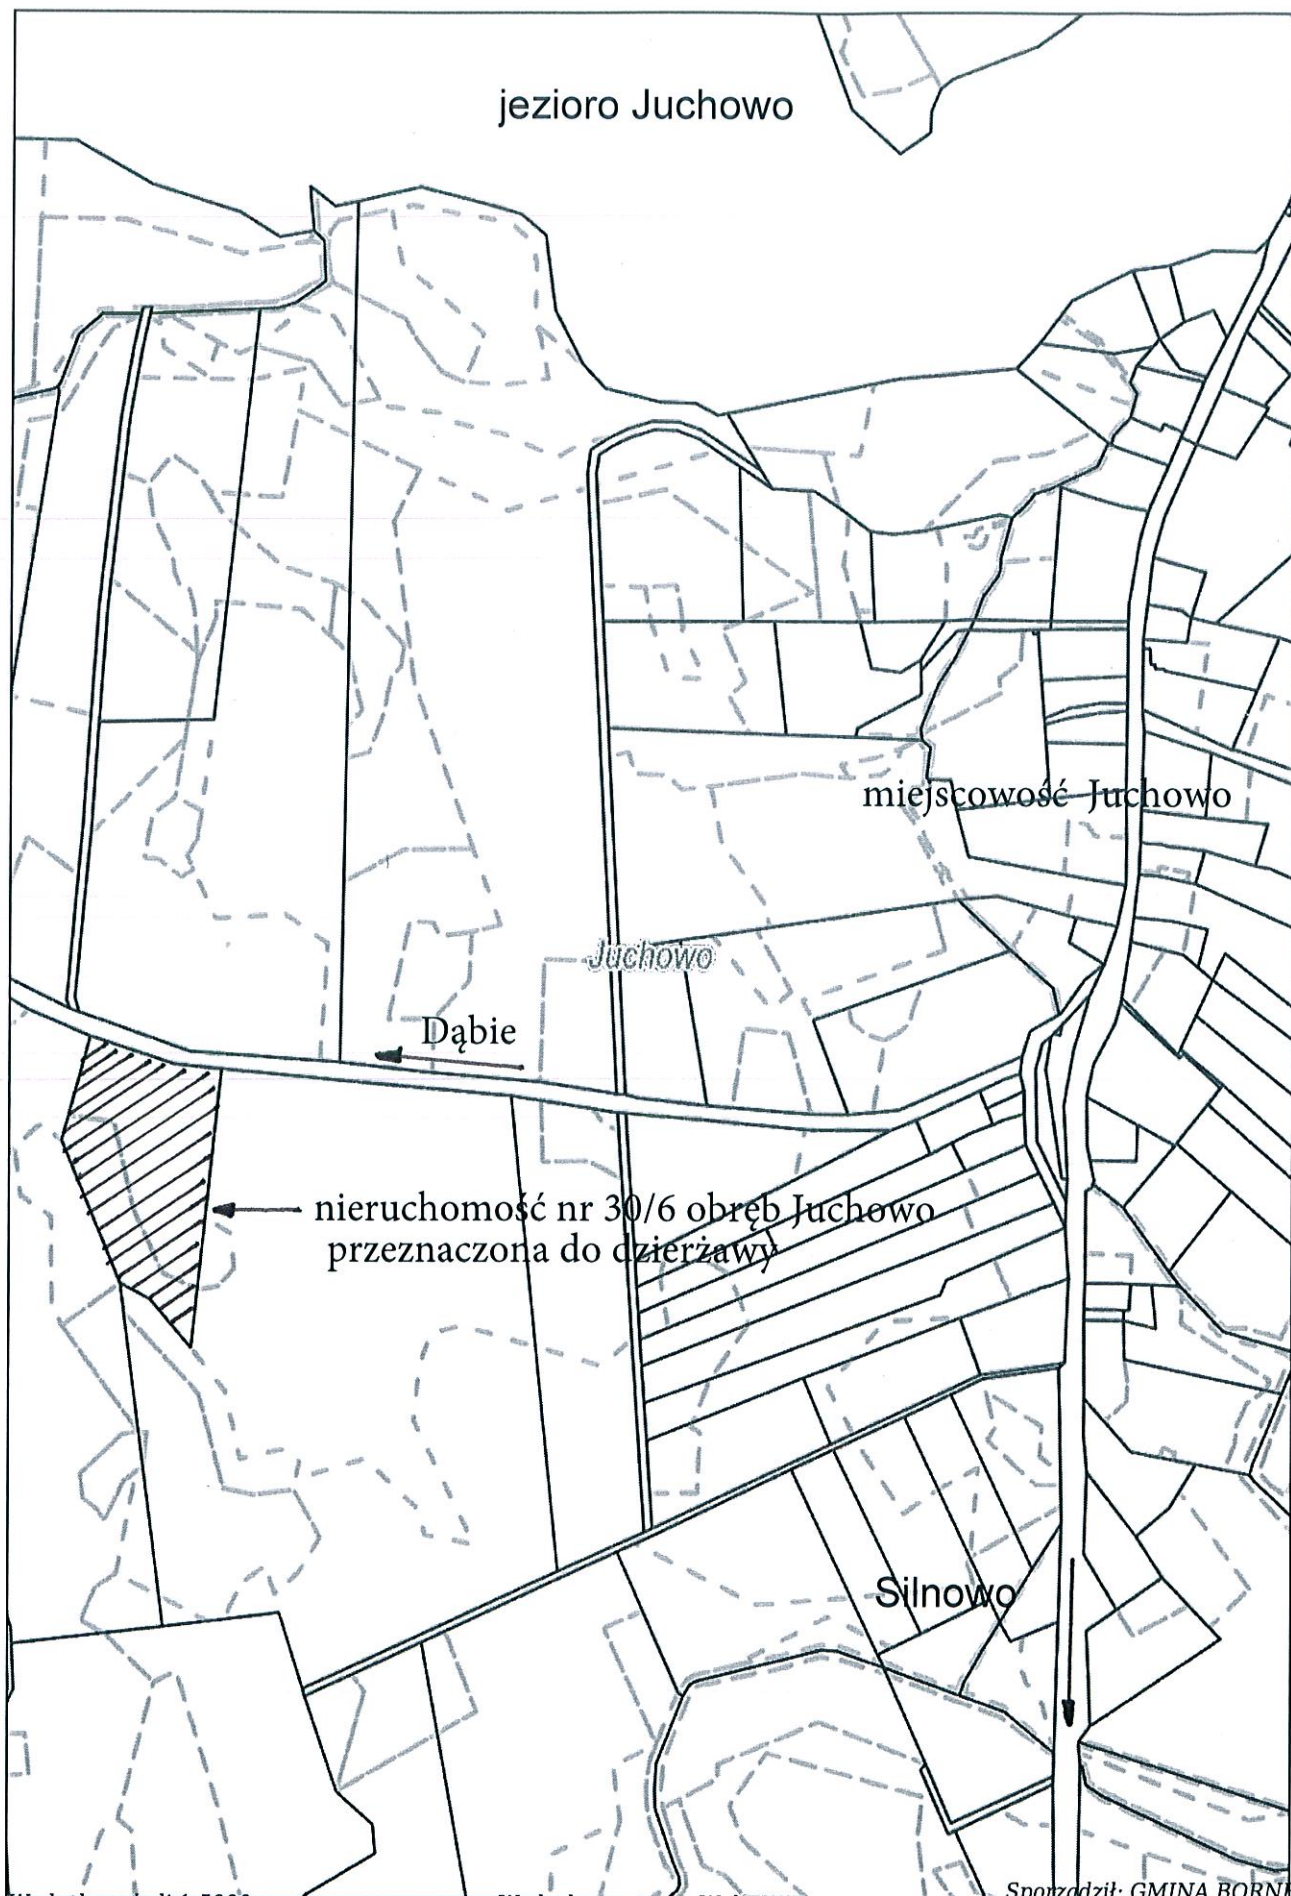 jezioro Juchowo
miejscowość Juchowo
Juchowo
Dąbie
nieruchomość nr 30/6 obręb Juchowo
przeznaczona do dzierżawy
Silnowo
Sporządził: GMINA BORNE